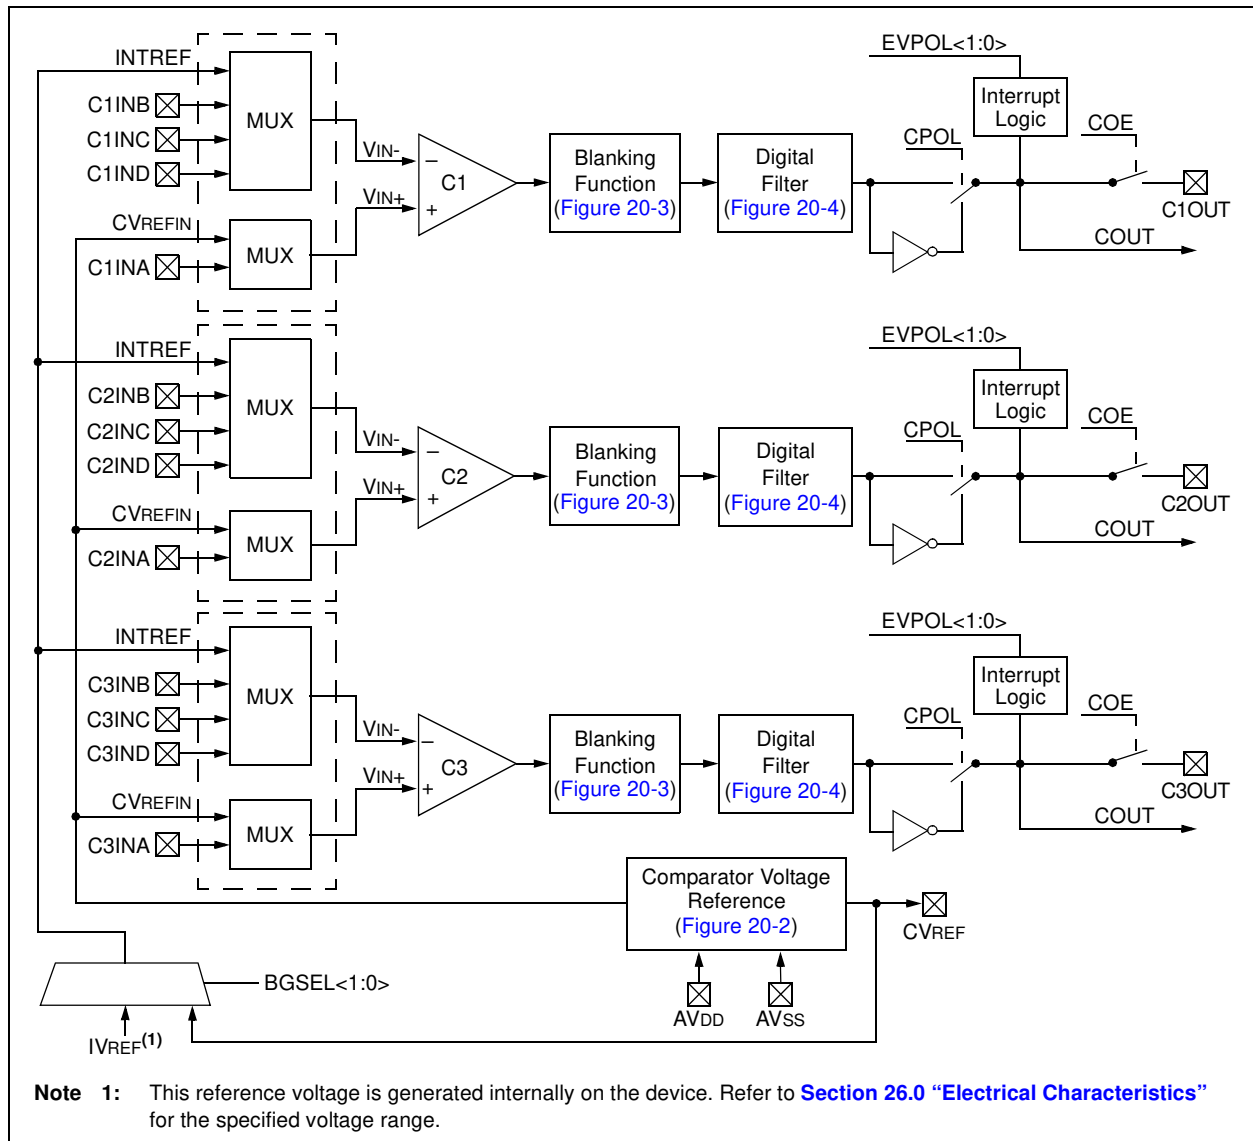 INTREF
C1INB
C1INC
C1IND
MUX
CVREFIN
C1INA
MUX
VIN-
VIN+
–
C1
+
Blanking
Function
(Figure 20-3)
Digital
Filter
(Figure 20-4)
EVPOL<1:0>
Interrupt
Logic
CPOL
COE
C1OUT
COUT
INTREF
C2INB
C2INC
C2IND
MUX
CVREFIN
C2INA
MUX
VIN-
VIN+
–
C2
+
Blanking
Function
(Figure 20-3)
Digital
Filter
(Figure 20-4)
EVPOL<1:0>
Interrupt
Logic
CPOL
COE
C2OUT
COUT
INTREF
C3INB
C3INC
C3IND
MUX
CVREFIN
C3INA
MUX
VIN-
VIN+
–
C3
+
Blanking
Function
(Figure 20-3)
Digital
Filter
(Figure 20-4)
EVPOL<1:0>
Interrupt
Logic
CPOL
COE
C3OUT
COUT
Comparator Voltage
Reference
(Figure 20-2)
CVREF
AVDD
AVSS
BGSEL<1:0>
IVREF(1)
Note 1: This reference voltage is generated internally on the device. Refer to Section 26.0 “Electrical Characteristics”
for the specified voltage range.